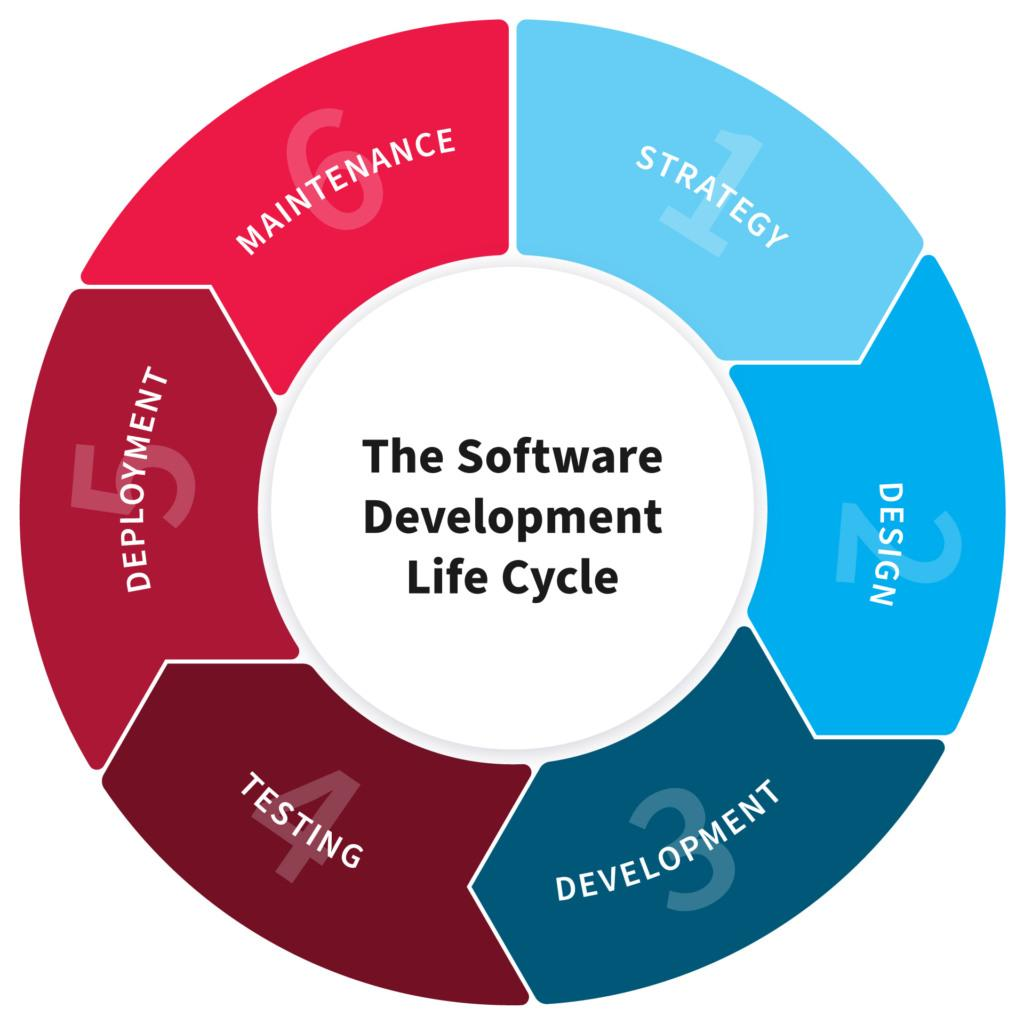 The Software
Development
Life Cycle
1
STRATEGY
2
DESIGN
3
DEVELOPMENT
4
TESTING
5
DEPLOYMENT
6
MAINTENANCE